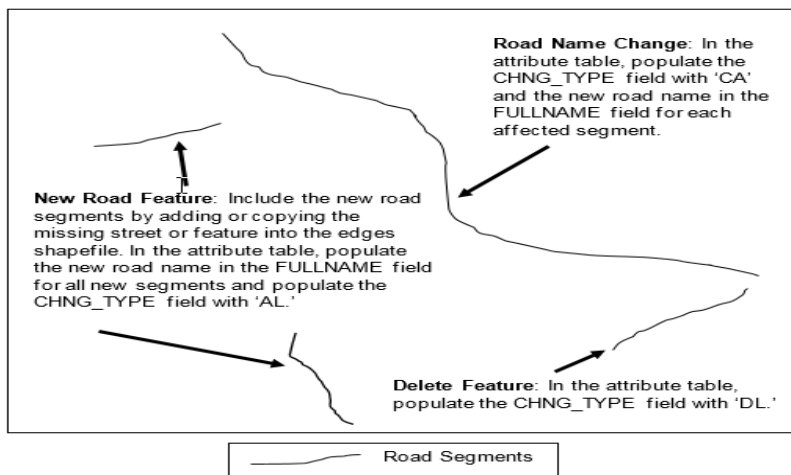 Road Name Change: In the
attribute table, populate the
CHNG_TYPE field with ‘CA’
and the new road name in the
FULLNAME field for each
affected segment.
New Road Feature: Include the new road
segments by adding or copying the
missing street or feature into the edges
shapefile. In the attribute table, populate
the new road name in the FULLNAME field
for all new segments and populate the
CHNG_TYPE field with ‘AL.’
Delete Feature: In the attribute table,
populate the CHNG_TYPE field with ‘DL.’
Road Segments